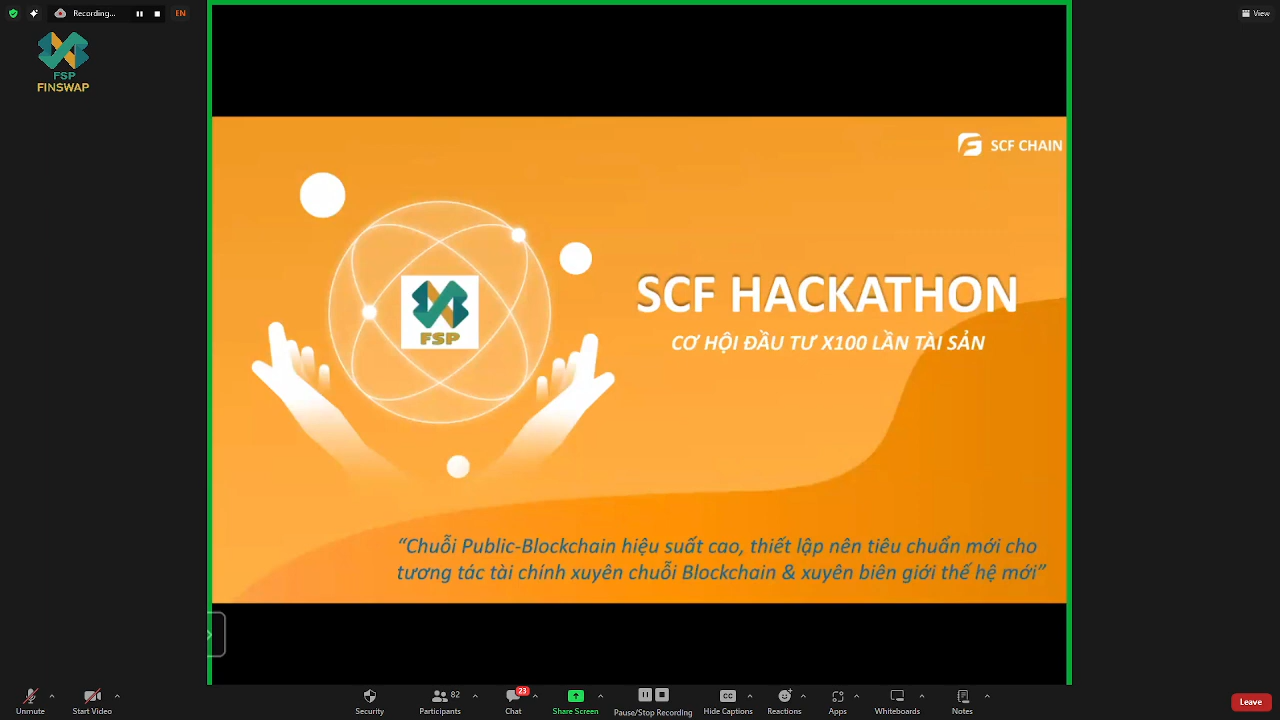 Recording...
EN
View
FSP
FINSWAP
SCF CHAIN
FSP
SCF HACKATHON
CƠ HỘI ĐẦU TƯ X100 LẦN TÀI SẢN
“Chuỗi Public-Blockchain hiệu suất cao, thiết lập nên tiêu chuẩn mới cho
tương tác tài chính xuyên chuỗi Blockchain & xuyên biên giới thế hệ mới”
82
23
CC
Unmute
Start Video
Security
Participants
Chat
Share Screen
Pause/Stop Recording
Hide Captions
Reactions
Apps
Whiteboards
Notes
Leave